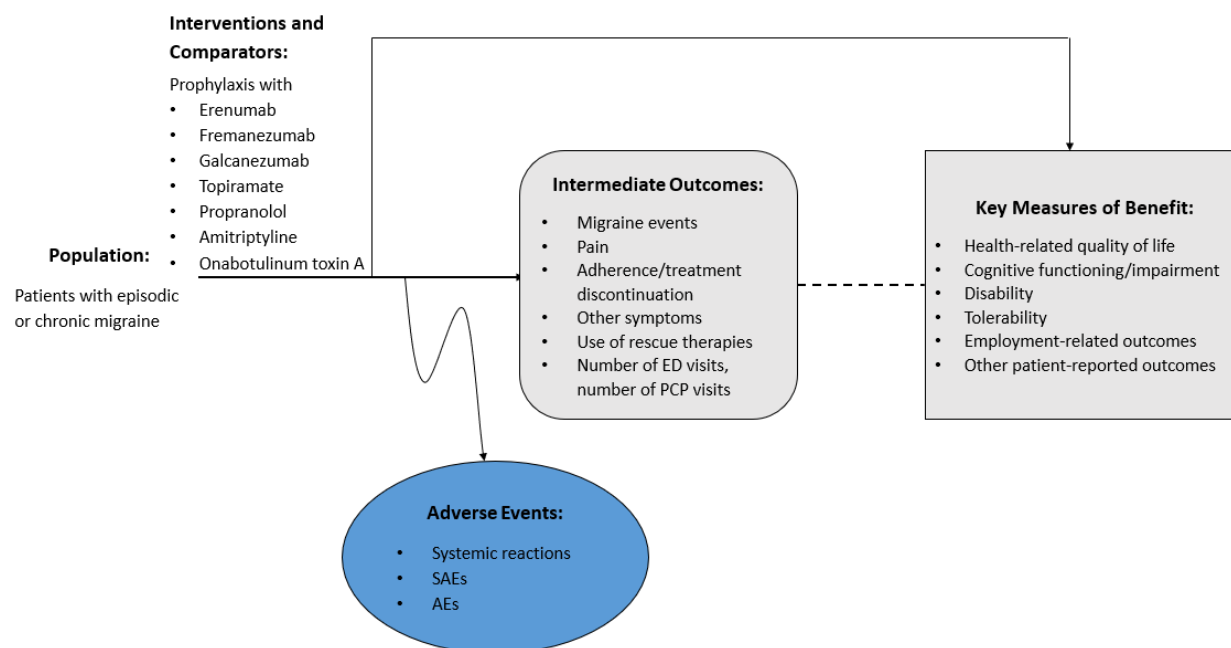 Interventions and
Comparators:
Prophylaxis with
• Erenumab
• Fremanezumab
• Galcanezumab
• Topiramate
• Propranolol
• Amitriptyline
• Onabotulinum toxin A
Population:
Patients with episodic
or chronic migraine
Intermediate Outcomes:
• Migraine events
• Pain
• Adherence/treatment
discontinuation
• Other symptoms
• Use of rescue therapies
• Number of ED visits,
number of PCP visits
Key Measures of Benefit:
• Health-related quality of life
• Cognitive functioning/impairment
• Disability
• Tolerability
• Employment-related outcomes
• Other patient-reported outcomes
Adverse Events:
• Systemic reactions
• SAEs
• AEs